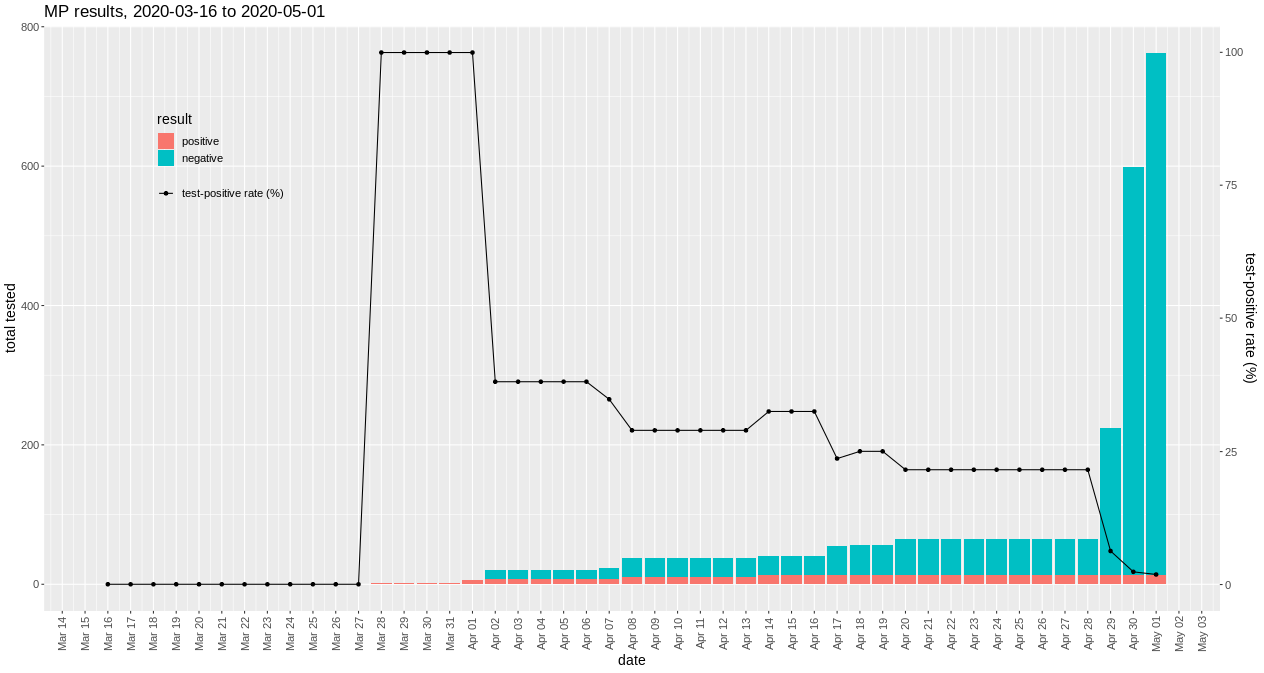 MP results, 2020-03-16 to 2020-05-01
800
600
400
200
0
total tested
result
positive
negative
test-positive rate (%)
100
75
50
25
0
test-positive rate (%)
Mar 14
Mar 15
Mar 16
Mar 17
Mar 18
Mar 19
Mar 20
Mar 21
Mar 22
Mar 23
Mar 24
Mar 25
Mar 26
Mar 27
Mar 28
Mar 29
Mar 30
Mar 31
Apr 01
Apr 02
Apr 03
Apr 04
Apr 05
Apr 06
Apr 07
Apr 08
Apr 09
Apr 10
Apr 11
Apr 12
Apr 13
Apr 14
Apr 15
Apr 16
Apr 17
Apr 18
Apr 19
Apr 20
Apr 21
Apr 22
Apr 23
Apr 24
Apr 25
Apr 26
Apr 27
Apr 28
Apr 29
Apr 30
May 01
May 02
May 03
date